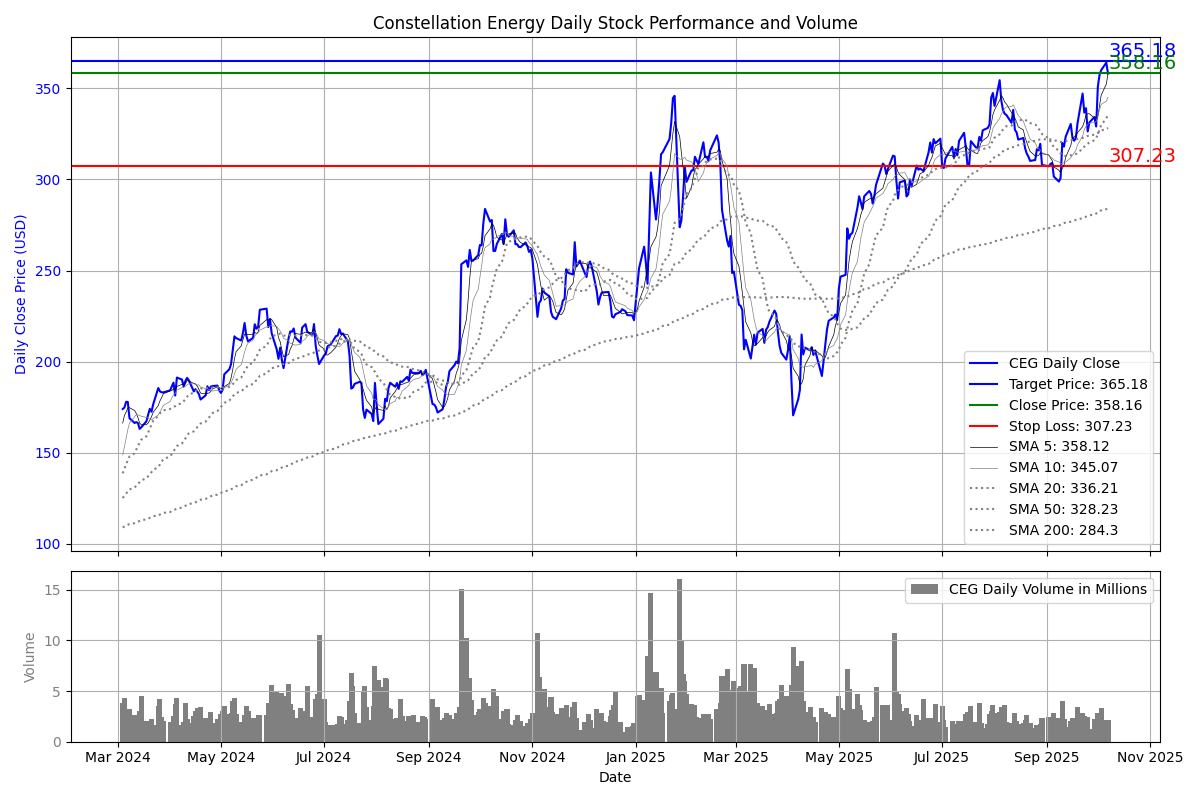 Constellation Energy Daily Stock Performance and Volume
365.18
358.16
307.23
Daily Close Price (USD)
350
300
250
200
150
100
CEG Daily Close
Target Price: 365.18
Close Price: 358.16
Stop Loss: 307.23
SMA 5: 358.12
SMA 10: 345.07
SMA 20: 336.21
SMA 50: 328.23
SMA 200: 284.3
Volume
15
10
5
0
CEG Daily Volume in Millions
Mar 2024 May 2024 Jul 2024 Sep 2024 Nov 2024 Jan 2025 Mar 2025 May 2025 Jul 2025 Sep 2025 Nov 2025
Date